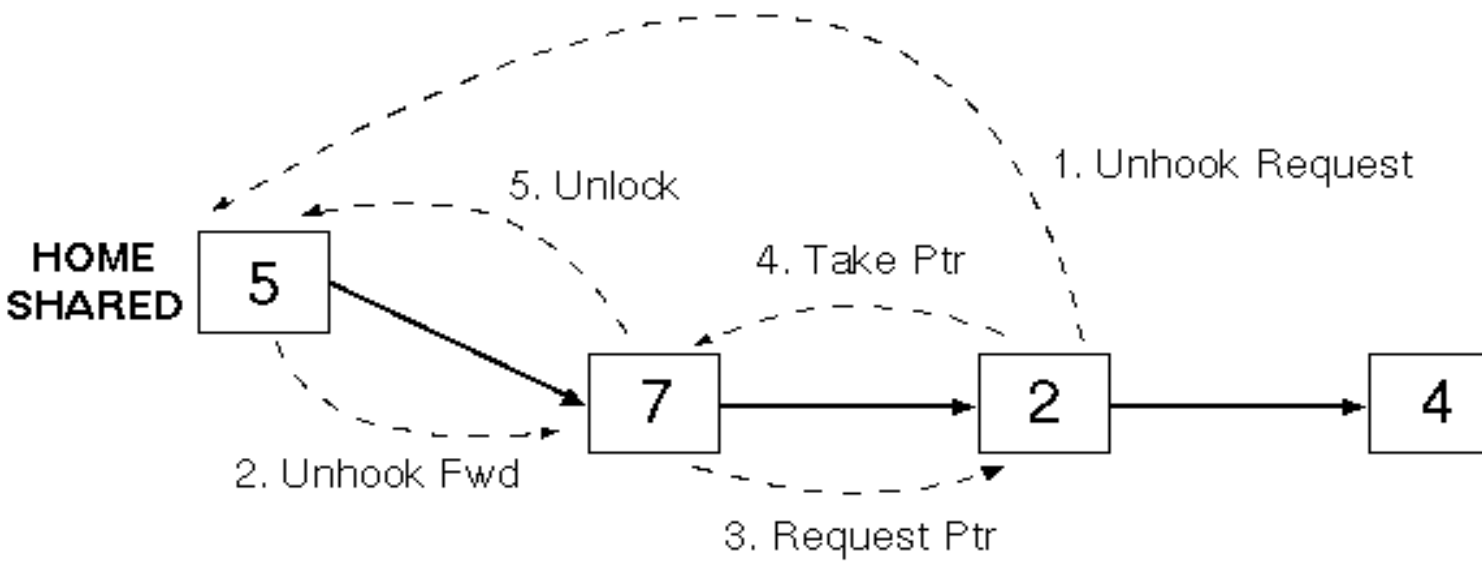 1. Unhook Request
5. Unlock
HOME
SHARED
5
4. Take Ptr
7
2
4
2. Unhook Fwd
3. Request Ptr